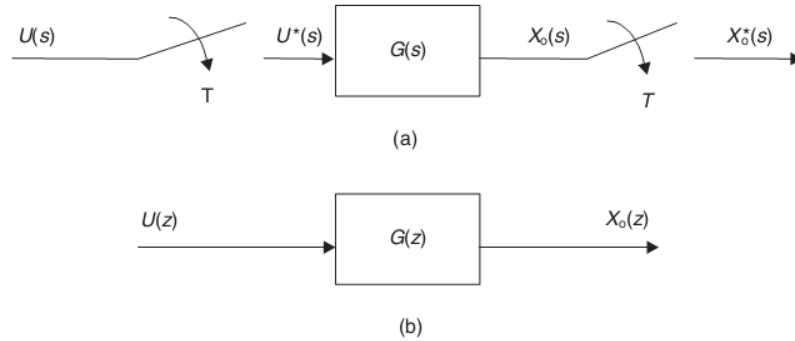 U(s) U*(s) G(s) Xo(s) Xo*(s)
T T
(a)
U(z) G(z) Xo(z)
(b)